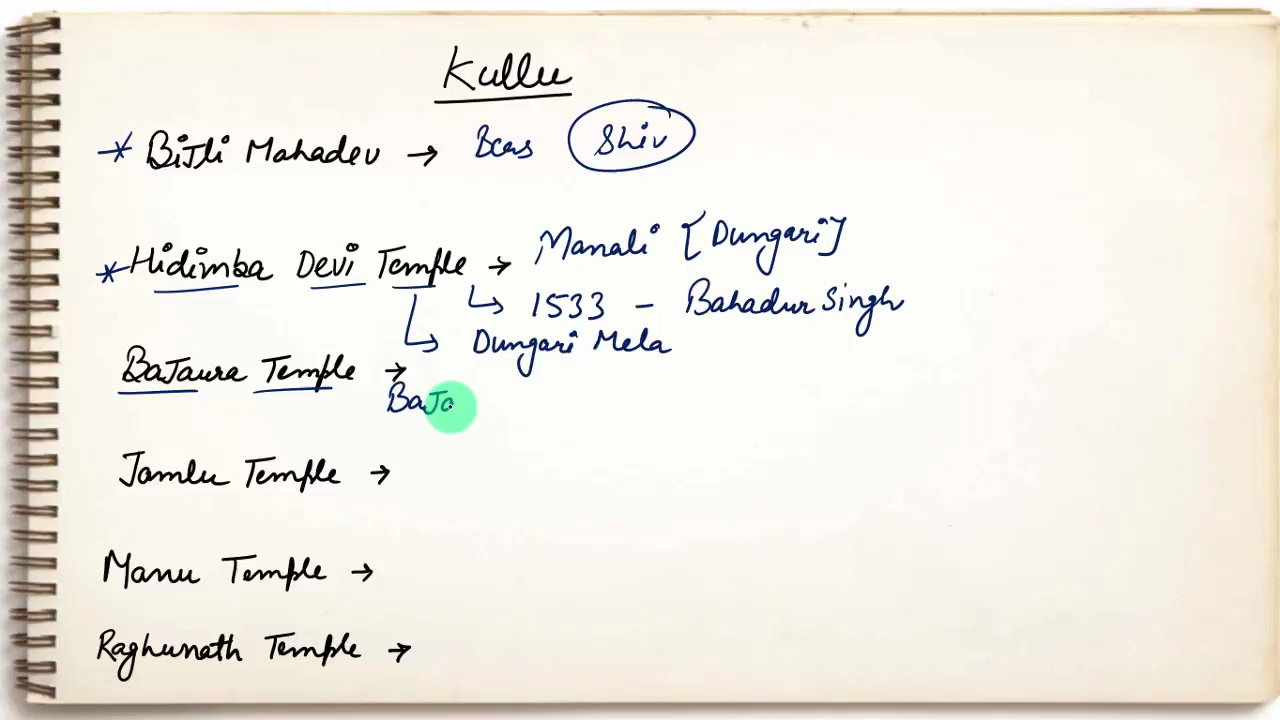 Kullu
* Bijli Mahadev → Beas Shiv
* Hidimba Devi Temple → Manali [Dungari]
↳ 1533 - Bahadur Singh
↳ Dungari Mela
Bajaura Temple →
BaJa
Jamlu Temple →
Manu Temple →
Raghunath Temple →